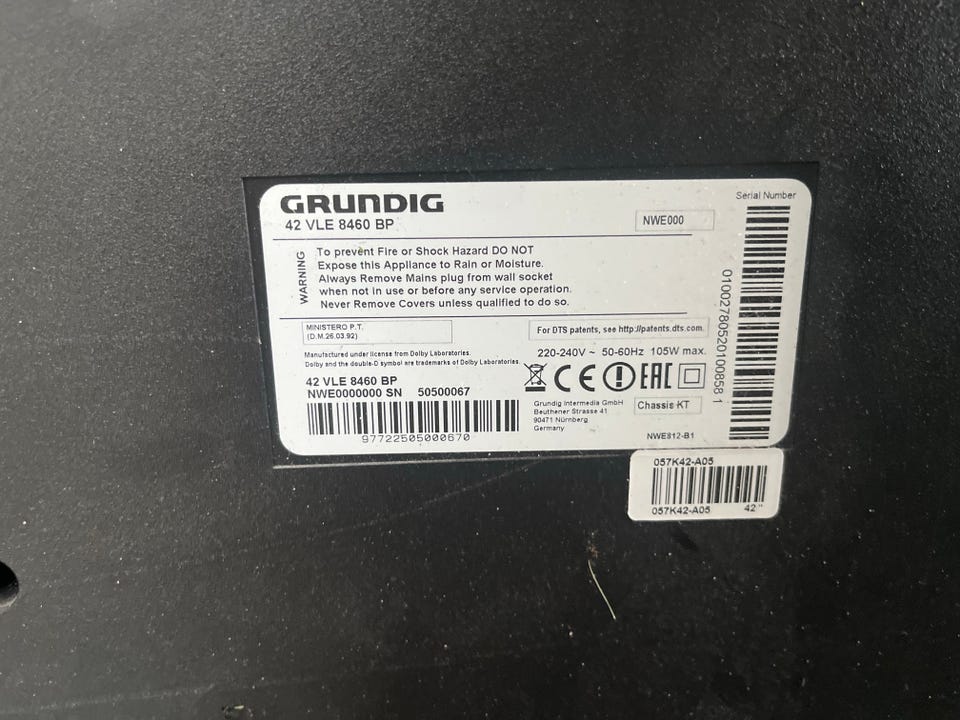 GRUNDIG
42 VLE 8460 BP
NWE000
Serial Number
WARNING
To prevent Fire or Shock Hazard DO NOT
Expose this Appliance to Rain or Moisture.
Always Remove Mains plug from wall socket
when not in use or before any service operation.
Never Remove Covers unless qualified to do so.
MINISTERO P.T.
(D.M.26.03.92)
For DTS patents, see http://patents.dts.com.
Manufactured under license from Dolby Laboratories.
Dolby and the double-D symbol are trademarks of Dolby Laboratories.
220-240V ~ 50-60Hz 105W max.
CE EAC
42 VLE 8460 BP
NWE0000000 SN 50500067
97722505000670
Grundig Intermedia GmbH
Beuthener Strasse 41
90471 Nürnberg
Germany
Chassis KT
NWE812-B1
01002780520100858 1
057K42-A05
057K42-A05 42"